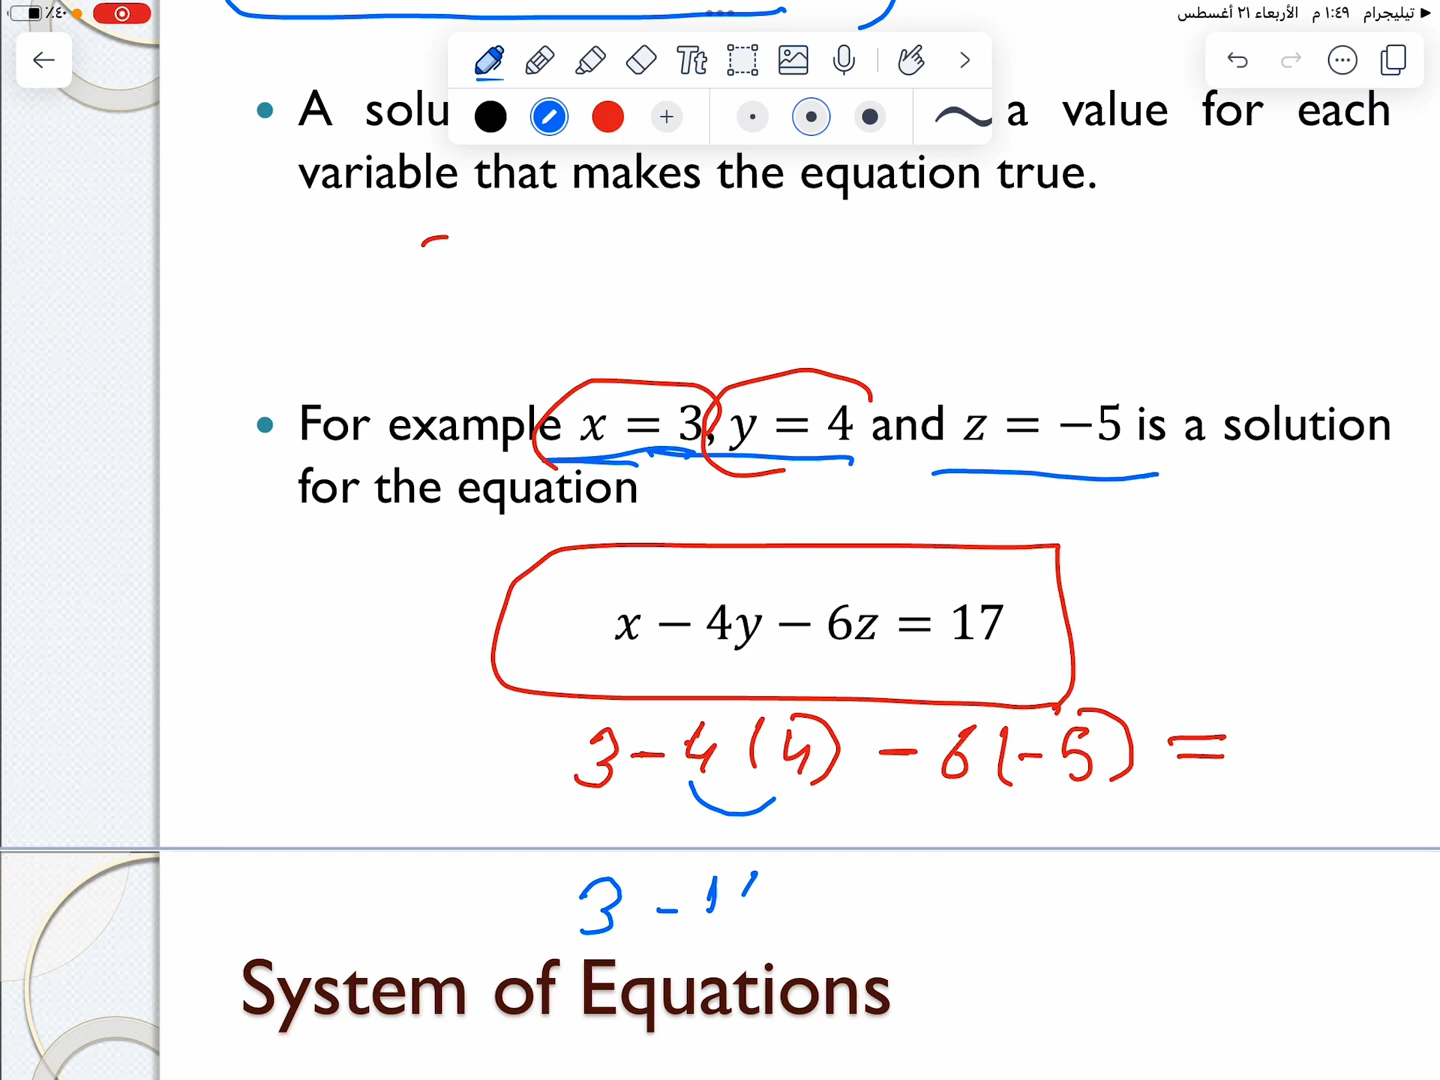 ٪٤٠
تيليجرام ١:٤٩ م الأربعاء ٢١ أغسطس
Tt
• A solu a value for each
variable that makes the equation true.
• For example x = 3, y = 4 and z = −5 is a solution
for the equation
x − 4y − 6z = 17
3 - 4 (4) - 6 (-5) =
3 - 1
System of Equations